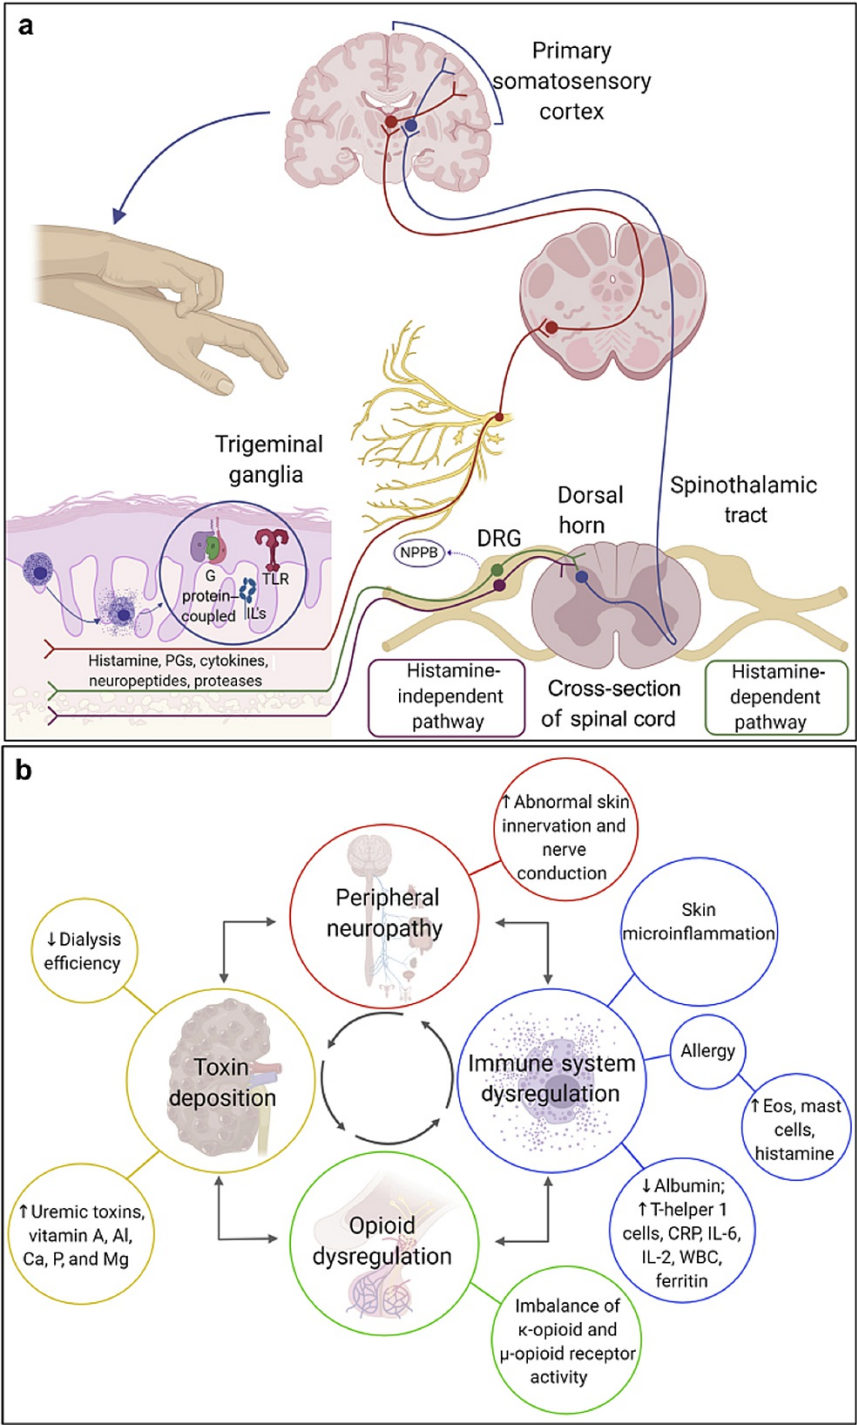 a
Primary
somatosensory
cortex
Trigeminal
ganglia
Dorsal
horn
Spinothalamic
tract
NPPB
DRG
G
protein–
coupled
TLR
ILs
Histamine, PGs, cytokines,
neuropeptides, proteases
Histamine-
independent
pathway
Cross-section
of spinal cord
Histamine-
dependent
pathway
b
↑Abnormal skin
innervation and
nerve
conduction
Peripheral
neuropathy
Skin
microinflammation
↓Dialysis
efficiency
Toxin
deposition
Immune system
dysregulation
Allergy
↑Eos, mast
cells,
histamine
↑Uremic toxins,
vitamin A, Al,
Ca, P, and Mg
Opioid
dysregulation
↓Albumin;
↑T-helper 1
cells, CRP, IL-6,
IL-2, WBC,
ferritin
Imbalance of
κ-opioid and
μ-opioid receptor
activity